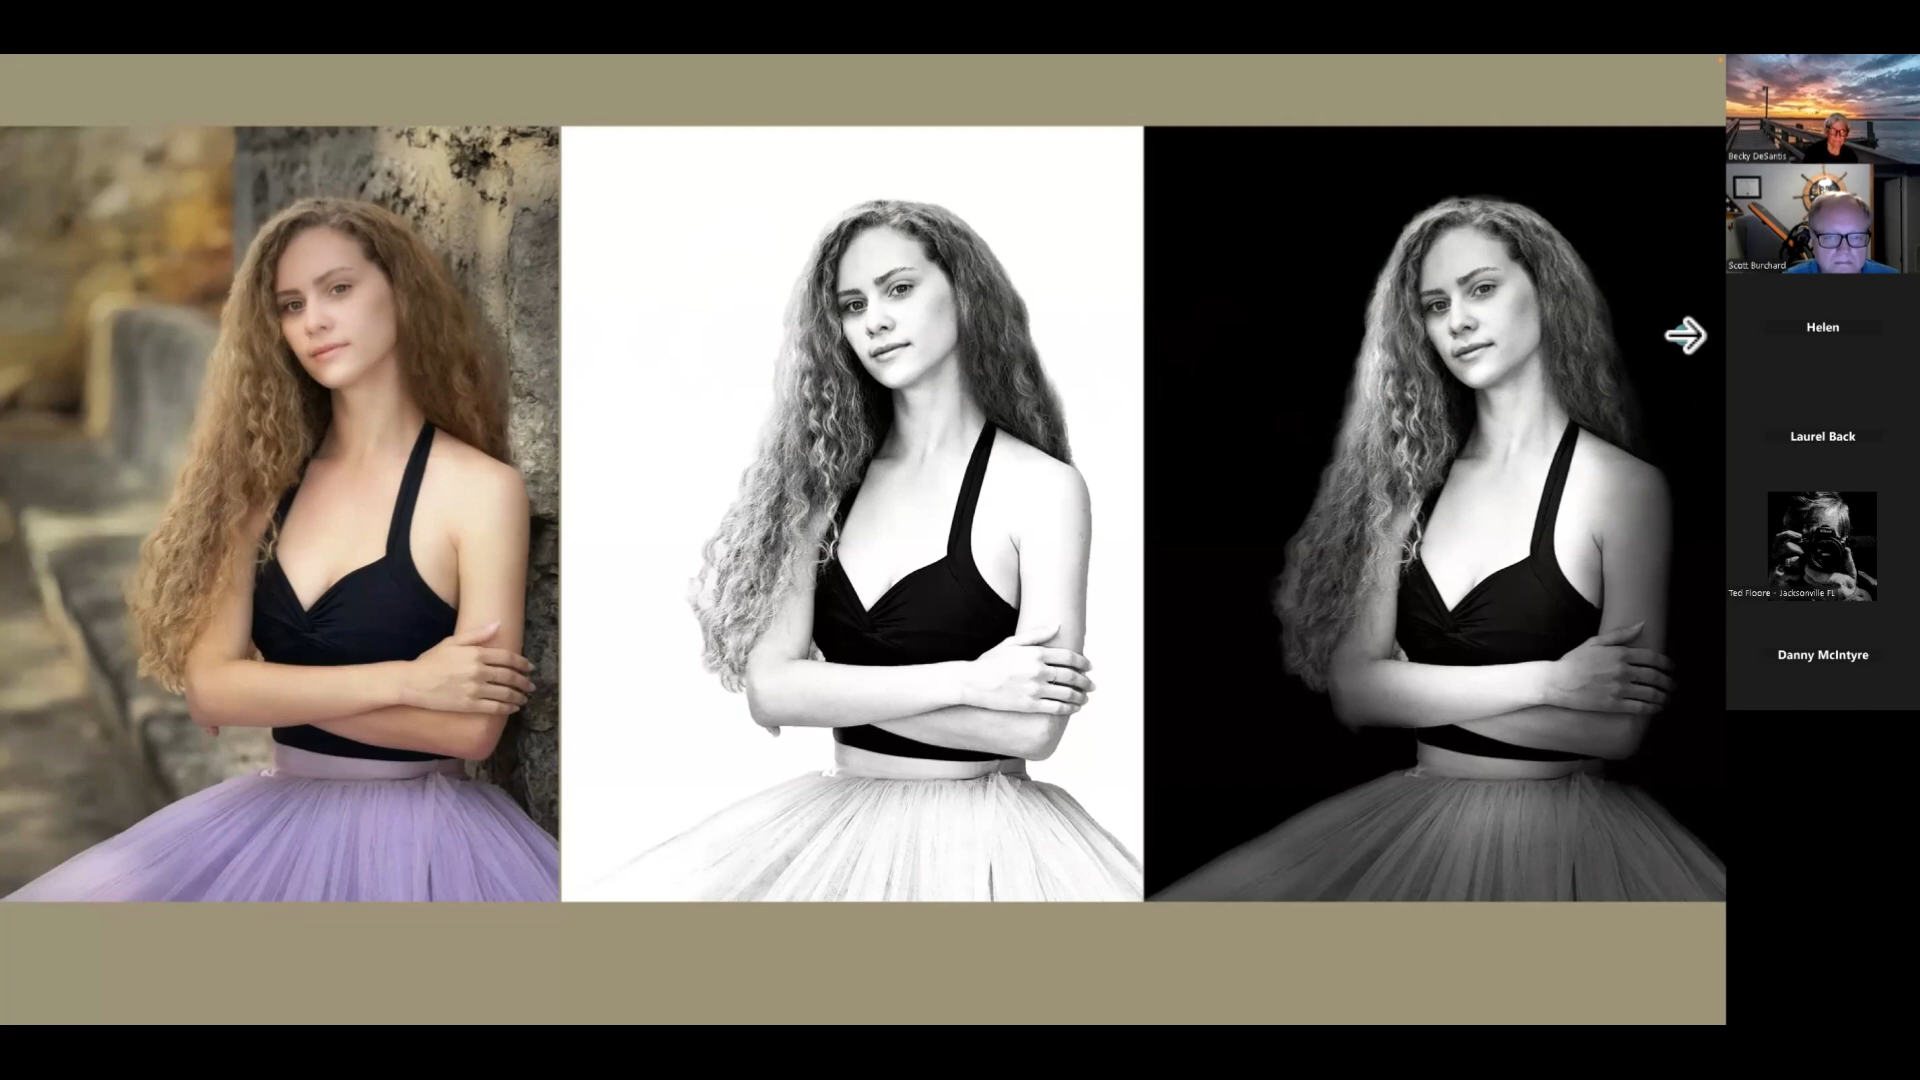 Becky DeSantis
Scott Burchard
Helen
Laurel Back
Ted Floore - Jacksonville FL
Danny McIntyre